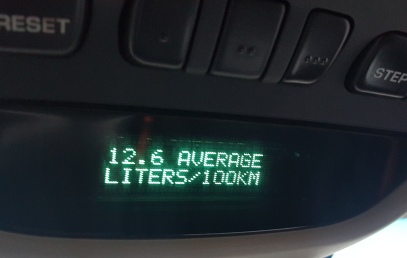 RESET
STEP
12.6 AVERAGE
LITERS/100KM